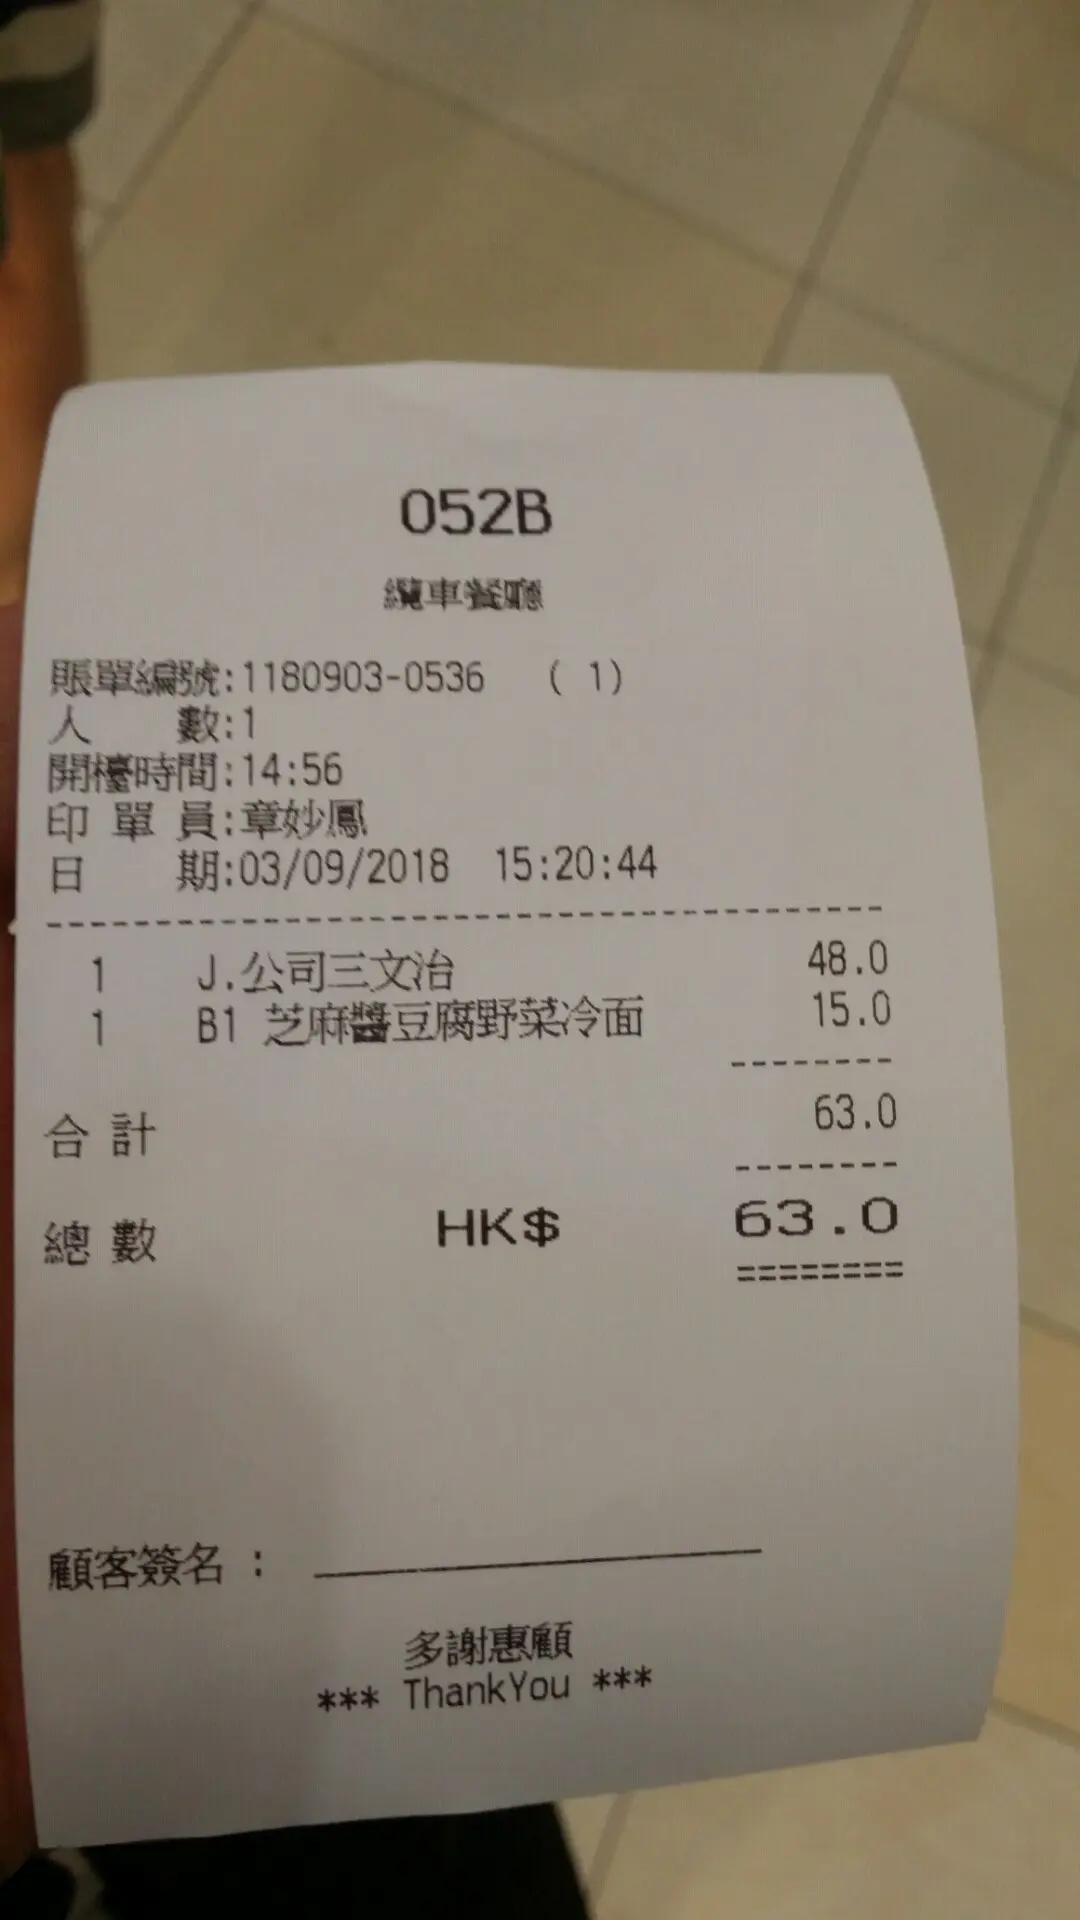 052B
纜車餐廳
賬單編號:1180903-0536 ( 1)
人 數:1
開檯時間:14:56
印 單 員:章妙鳳
日 期:03/09/2018 15:20:44
1 J.公司三文治 48.0
1 B1 芝麻醬豆腐野菜冷面 15.0
合 計 63.0
總 數 HK$ 63.0
顧客簽名 :
多謝惠顧
*** ThankYou ***